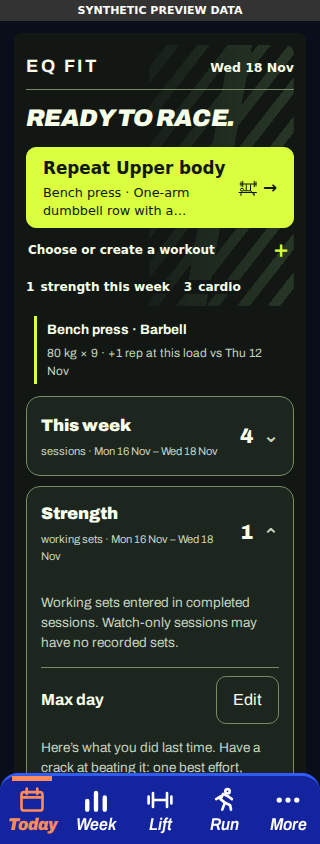 SYNTHETIC PREVIEW DATA
EQ FIT
Wed 18 Nov
READY TO RACE.
Repeat Upper body
Bench press · One-arm
dumbbell row with a…
→
Choose or create a workout
+
1 strength this week 3 cardio
Bench press · Barbell
80 kg × 9 · +1 rep at this load vs Thu 12
Nov
This week
sessions · Mon 16 Nov – Wed 18 Nov
4
Strength
working sets · Mon 16 Nov – Wed 18
Nov
1
Working sets entered in completed
sessions. Watch-only sessions may
have no recorded sets.
Max day
Edit
Here's what you did last time. Have a
crack at beating it: one best effort,
Today
Week
Lift
Run
More